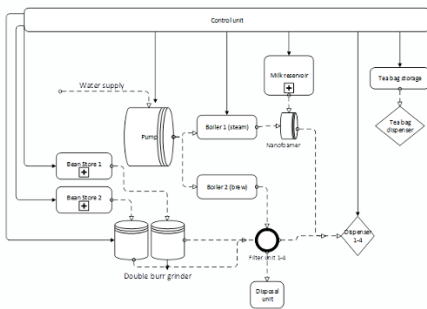 Control unit
Water supply
Milk reservoir
Tea bag storage
Pump
Boiler 1 (steam)
Nanofoamer
Tea bag
dispenser
Bean Store 1
Boiler 2 (brew)
Bean Store 2
Dispenser
1-4
Filter unit 1-4
Double burr grinder
Disposal
unit